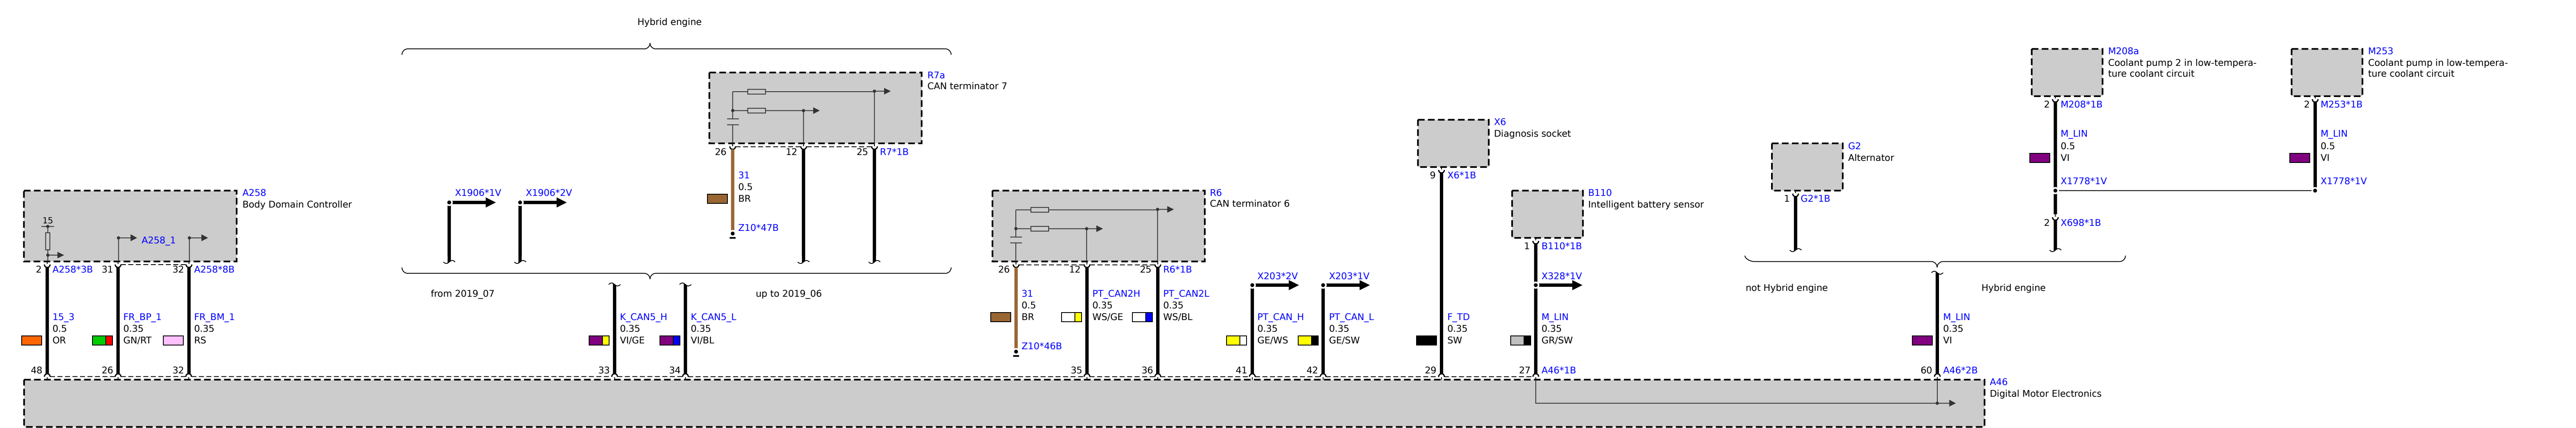 Hybrid engine
R7a
CAN terminator 7
26
12
25
R7*1B
31
0.5
BR
Z10*47B
X1906*1V
X1906*2V
from 2019_07
up to 2019_06
A258
Body Domain Controller
15
A258_1
2
A258*3B
31
32
A258*8B
15_3
0.5
OR
FR_BP_1
0.35
GN/RT
FR_BM_1
0.35
RS
48
26
32
K_CAN5_H
0.35
VI/GE
K_CAN5_L
0.35
VI/BL
33
34
R6
CAN terminator 6
26
12
25
R6*1B
31
0.5
BR
Z10*46B
PT_CAN2H
0.35
WS/GE
PT_CAN2L
0.35
WS/BL
35
36
X203*2V
X203*1V
PT_CAN_H
0.35
GE/WS
PT_CAN_L
0.35
GE/SW
41
42
X6
Diagnosis socket
9
X6*1B
F_TD
0.35
SW
29
B110
Intelligent battery sensor
1
B110*1B
X328*1V
M_LIN
0.35
GR/SW
27
A46*1B
G2
Alternator
1
G2*1B
M208a
Coolant pump 2 in low-tempera-
ture coolant circuit
2
M208*1B
M_LIN
0.5
VI
X1778*1V
2
X698*1B
M253
Coolant pump in low-tempera-
ture coolant circuit
2
M253*1B
M_LIN
0.5
VI
X1778*1V
not Hybrid engine
Hybrid engine
M_LIN
0.35
VI
60
A46*2B
A46
Digital Motor Electronics